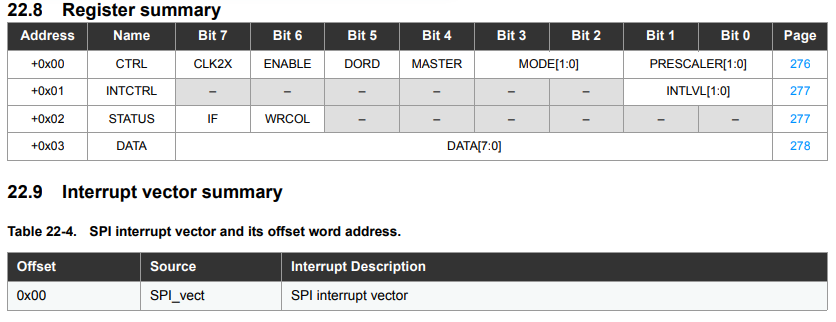 22.8 Register summary
Address Name Bit 7 Bit 6 Bit 5 Bit 4 Bit 3 Bit 2 Bit 1 Bit 0 Page
+0x00 CTRL CLK2X ENABLE DORD MASTER MODE[1:0] PRESCALER[1:0] 276
+0x01 INTCTRL – – – – – – INTLVL[1:0] 277
+0x02 STATUS IF WRCOL – – – – – – 277
+0x03 DATA DATA[7:0] 278
22.9 Interrupt vector summary
Table 22-4. SPI interrupt vector and its offset word address.
Offset Source Interrupt Description
0x00 SPI_vect SPI interrupt vector